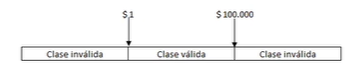 $1 $100.000
Clase inválida Clase válida Clase inválida